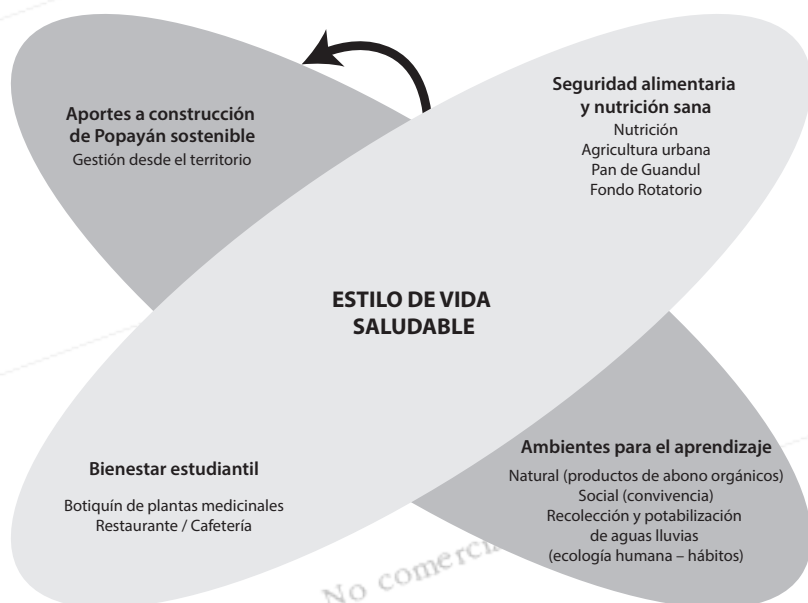 Aportes a construcción
de Popayán sostenible
Gestión desde el territorio
Seguridad alimentaria
y nutrición sana
Nutrición
Agricultura urbana
Pan de Guandul
Fondo Rotatorio
ESTILO DE VIDA
SALUDABLE
Bienestar estudiantil
Botiquín de plantas medicinales
Restaurante / Cafetería
Ambientes para el aprendizaje
Natural (productos de abono orgánicos)
Social (convivencia)
Recolección y potabilización
de aguas lluvias
(ecología humana – hábitos)
No